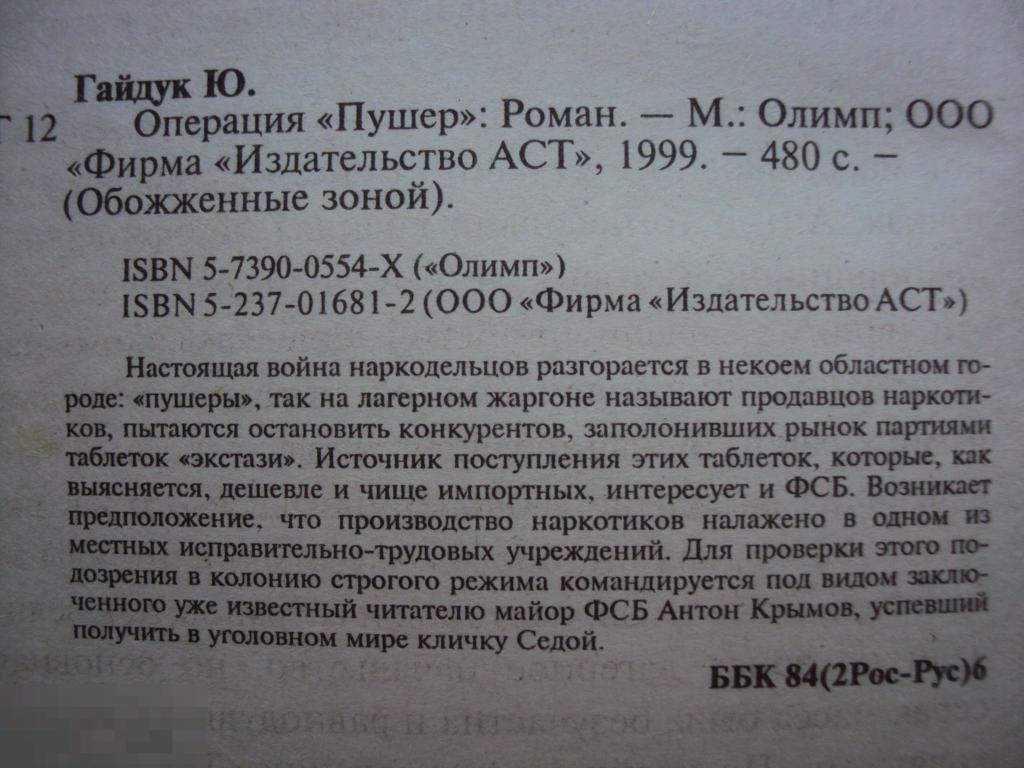 Гайдук Ю.
Г 12 Операция «Пушер»: Роман. — М.: Олимп; ООО
«Фирма «Издательство АСТ», 1999. – 480 с. –
(Обожженные зоной).
ISBN 5-7390-0554-X («Олимп»)
ISBN 5-237-01681-2 (ООО «Фирма «Издательство АСТ»)
Настоящая война наркодельцов разгорается в некоем областном го-
роде: «пушеры», так на лагерном жаргоне называют продавцов наркоти-
ков, пытаются остановить конкурентов, заполонивших рынок партиями
таблеток «экстази». Источник поступления этих таблеток, которые, как
выясняется, дешевле и чище импортных, интересует и ФСБ. Возникает
предположение, что производство наркотиков налажено в одном из
местных исправительно-трудовых учреждений. Для проверки этого по-
дозрения в колонию строгого режима командируется под видом заклю-
ченного уже известный читателю майор ФСБ Антон Крымов, успевший
получить в уголовном мире кличку Седой.
ББК 84(2Рос-Рус)6